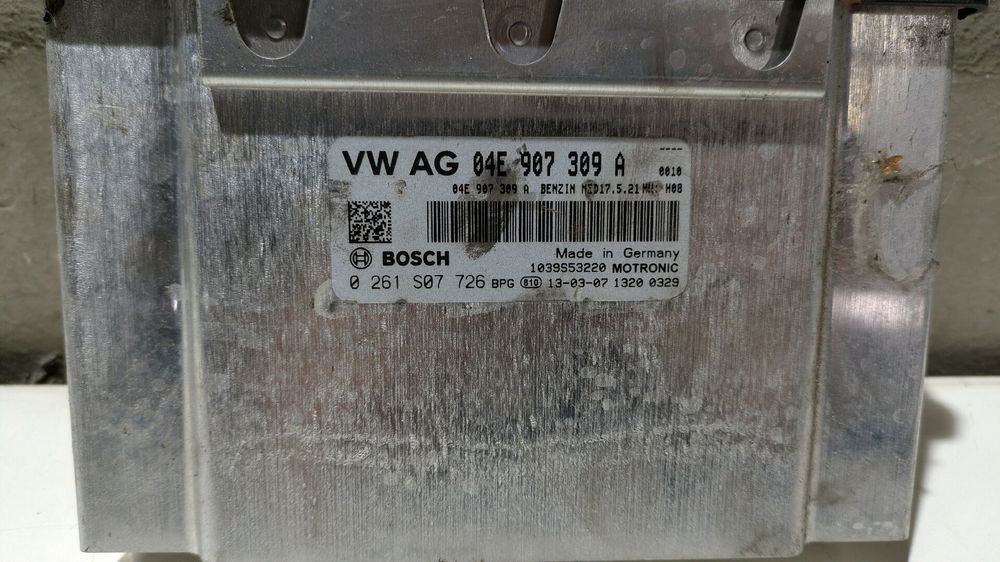 VW AG 04E 907 309 A ----
0010
04E 907 309 A BENZIN MED17.5.21 H08
BOSCH Made in Germany
1039S53220 MOTRONIC
0 261 S07 726 BPG 810 13-03-07 1320 0329